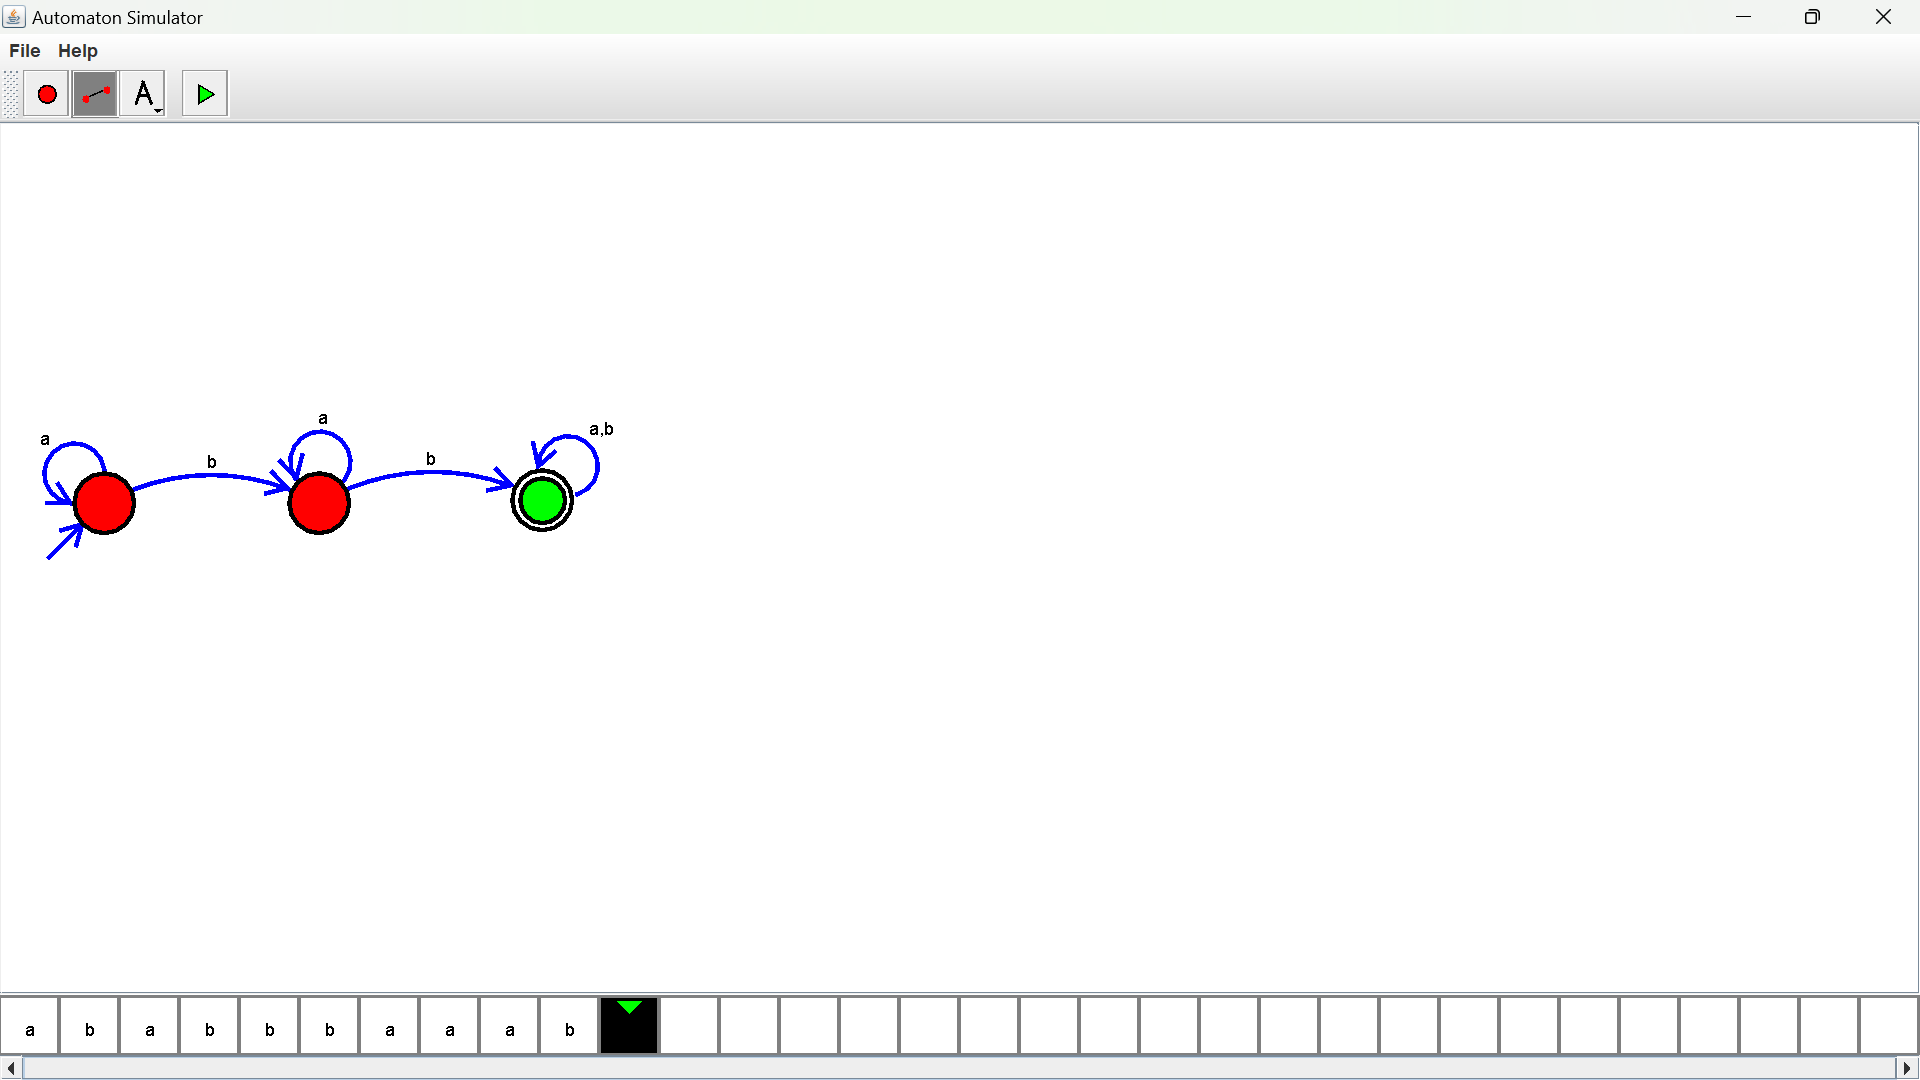 Automaton Simulator
File Help
A
a
a
a,b
b
b
a b a b b b a a a b